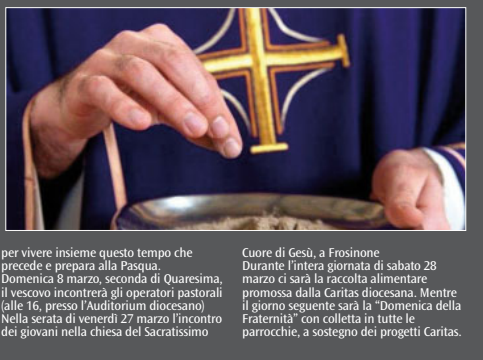 per vivere insieme questo tempo che
precede e prepara alla Pasqua.
Domenica 8 marzo, seconda di Quaresima,
il vescovo incontrerà gli operatori pastorali
(alle 16, presso l'Auditorium diocesano)
Nella serata di venerdì 27 marzo l'incontro
dei giovani nella chiesa del Sacratissimo
Cuore di Gesù, a Frosinone
Durante l'intera giornata di sabato 28
marzo ci sarà la raccolta alimentare
promossa dalla Caritas diocesana. Mentre
il giorno seguente sarà la "Domenica della
Fraternità" con colletta in tutte le
parrocchie, a sostegno dei progetti Caritas.